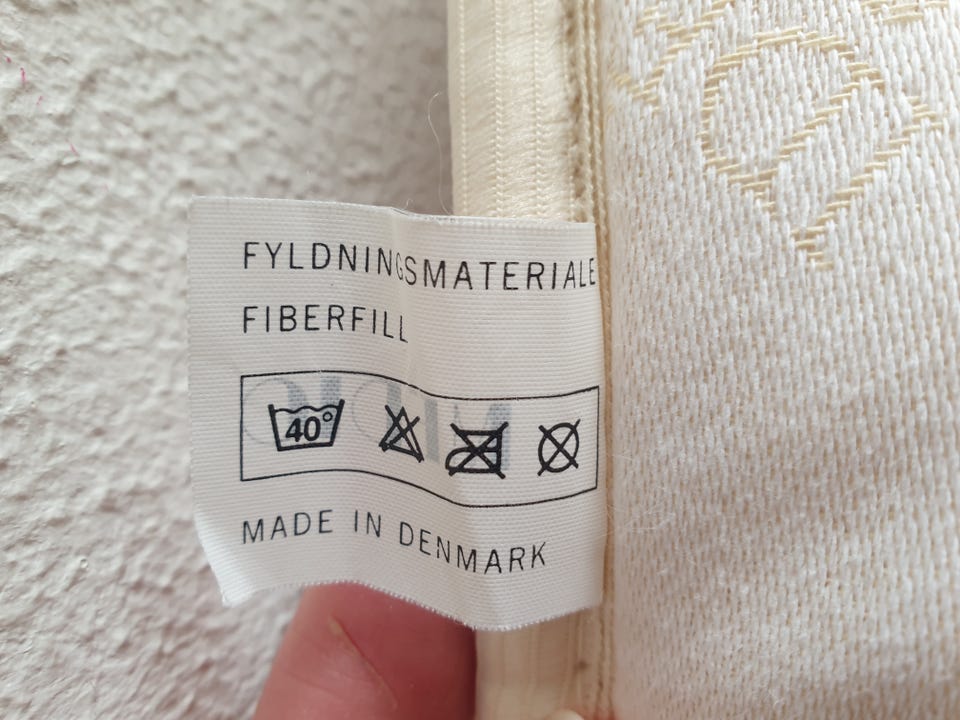 FYLDNINGSMATERIALE
FIBERFILL
40°
MADE IN DENMARK